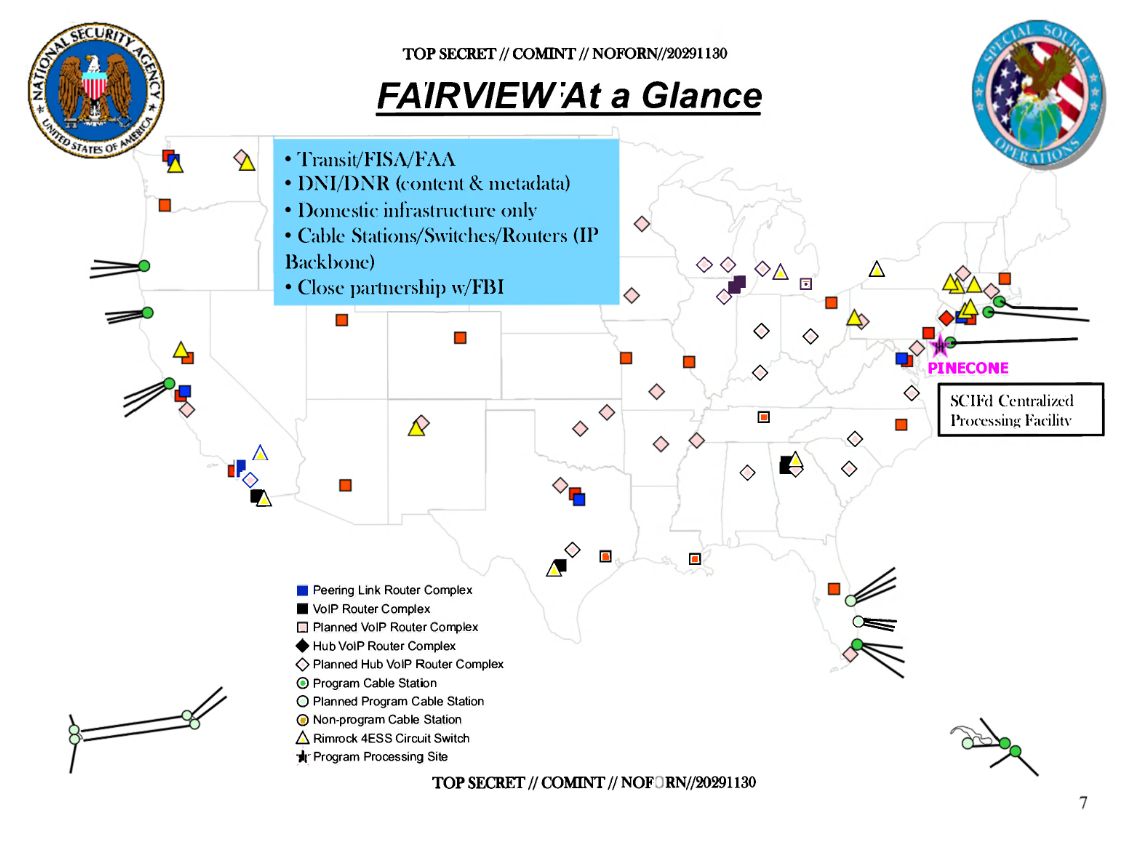 NATIONAL SECURITY AGENCY
UNITED STATES OF AMERICA
SPECIAL SOURCE
OPERATIONS
TOP SECRET // COMINT // NOFORN//20291130
FAIRVIEW At a Glance
• Transit/FISA/FAA
• DNI/DNR (content & metadata)
• Domestic infrastructure only
• Cable Stations/Switches/Routers (IP
Backbone)
• Close partnership w/FBI
PINECONE
SCIFd Centralized
Processing Facility
Peering Link Router Complex
VoIP Router Complex
Planned VoIP Router Complex
Hub VoIP Router Complex
Planned Hub VoIP Router Complex
Program Cable Station
Planned Program Cable Station
Non-program Cable Station
Rimrock 4ESS Circuit Switch
Program Processing Site
TOP SECRET // COMINT // NOFORN//20291130
7